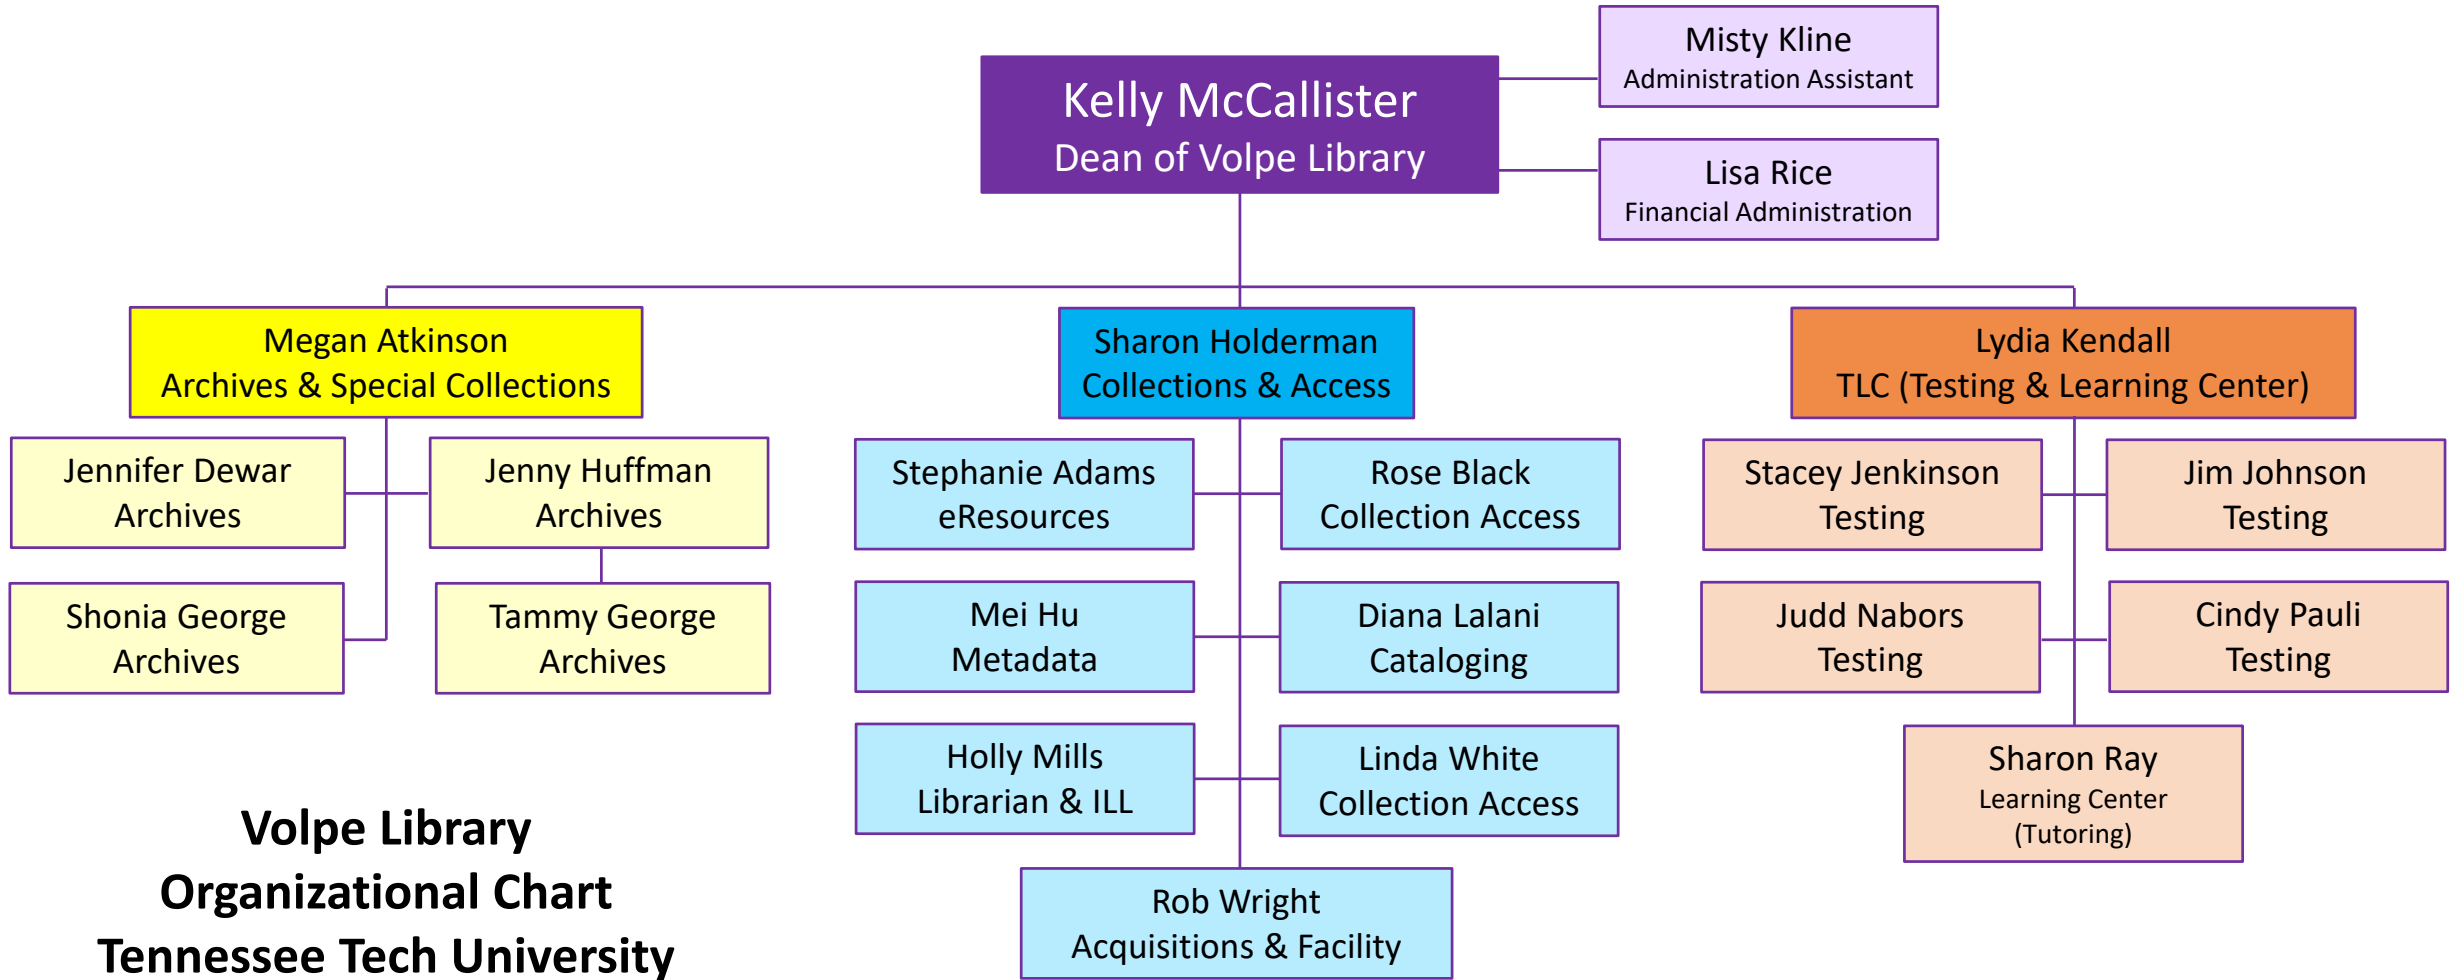 Misty Kline
Administration Assistant
Kelly McCallister
Dean of Volpe Library
Lisa Rice
Financial Administration
Megan Atkinson
Archives & Special Collections
Sharon Holderman
Collections & Access
Lydia Kendall
TLC (Testing & Learning Center)
Jennifer Dewar
Archives
Jenny Huffman
Archives
Stephanie Adams
eResources
Rose Black
Collection Access
Stacey Jenkinson
Testing
Jim Johnson
Testing
Shonia George
Archives
Tammy George
Archives
Mei Hu
Metadata
Diana Lalani
Cataloging
Judd Nabors
Testing
Cindy Pauli
Testing
Holly Mills
Librarian & ILL
Linda White
Collection Access
Sharon Ray
Learning Center
(Tutoring)
Rob Wright
Acquisitions & Facility
Volpe Library
Organizational Chart
Tennessee Tech University